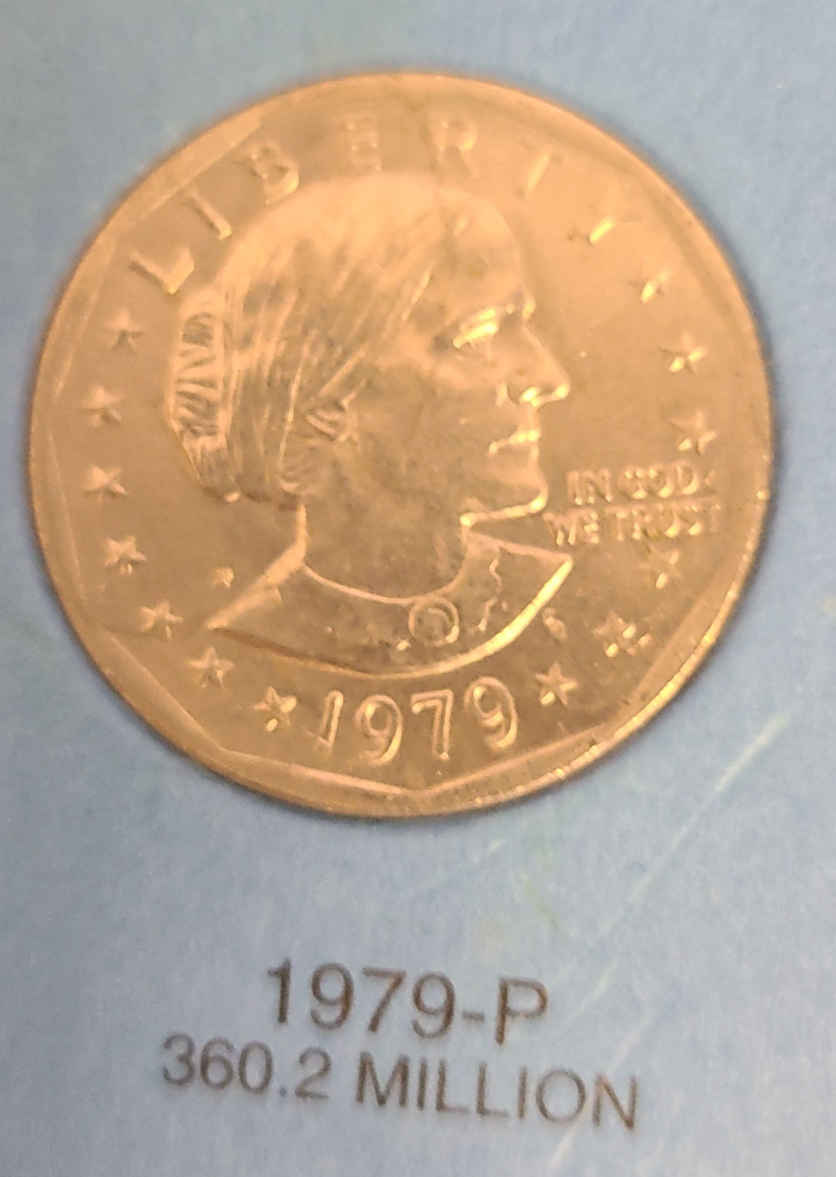 LIBERTY
IN GOD
WE TRUST
1979
1979-P
360.2 MILLION